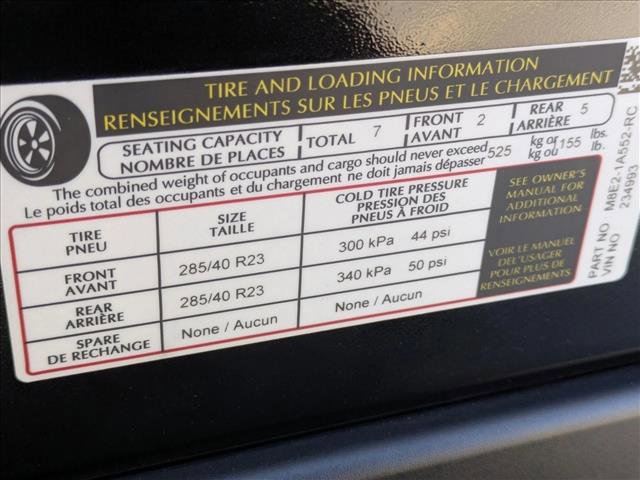 TIRE AND LOADING INFORMATION
RENSEIGNEMENTS SUR LES PNEUS ET LE CHARGEMENT
SEATING CAPACITY
NOMBRE DE PLACES
TOTAL 7
FRONT
AVANT 2
REAR
ARRIÈRE 5
The combined weight of occupants and cargo should never exceed
Le poids total des occupants et du chargement ne doit jamais dépasser
525 kg or 1155 lbs.
kg ou lb.
TIRE
PNEU
SIZE
TAILLE
COLD TIRE PRESSURE
PRESSION DES
PNEUS À FROID
FRONT
AVANT
285/40 R23
300 kPa 44 psi
REAR
ARRIÈRE
285/40 R23
340 kPa 50 psi
SPARE
DE RECHANGE
None / Aucun
None / Aucun
SEE OWNER'S
MANUAL FOR
ADDITIONAL
INFORMATION
VOIR LE MANUEL
DE L'USAGER
POUR PLUS DE
RENSEIGNEMENTS
PART NO M8E2-1A552-RC
VIN NO 234993